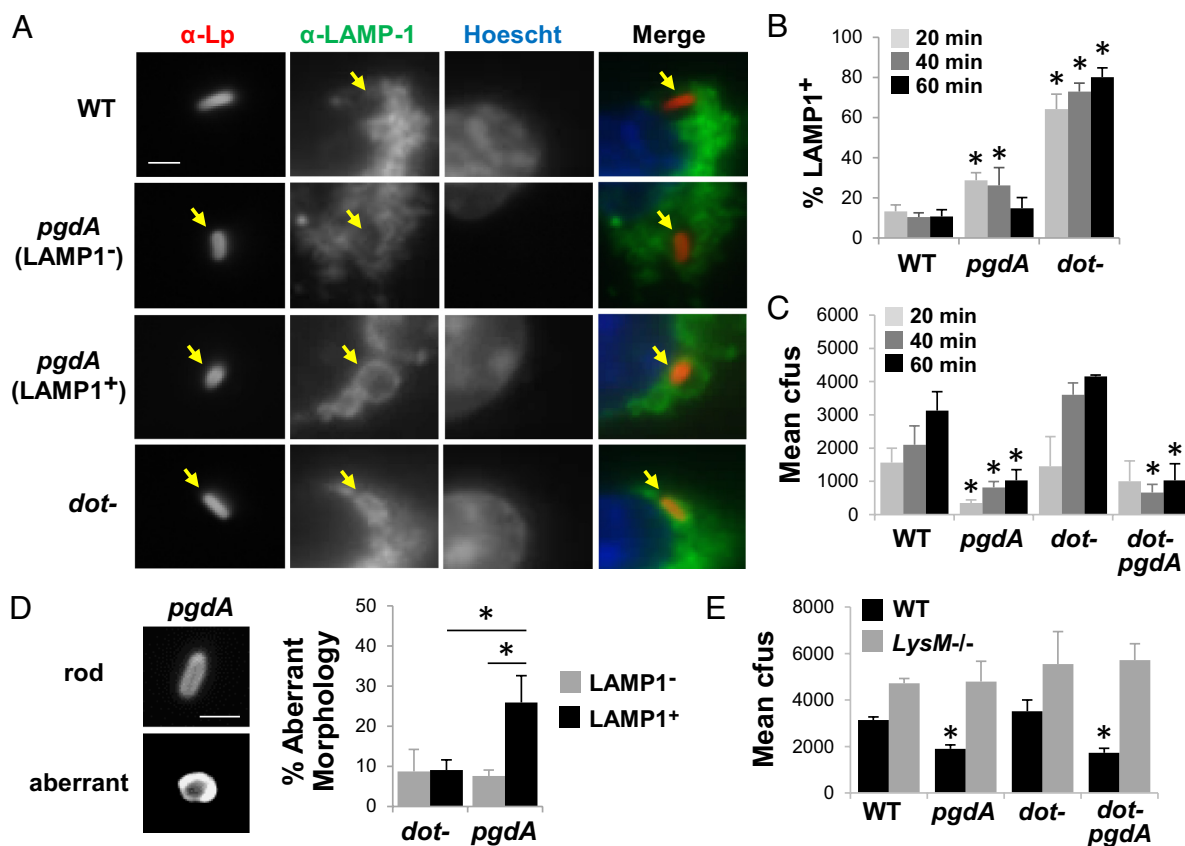 A
α-Lp α-LAMP-1 Hoescht Merge
WT
pgdA
(LAMP1-)
pgdA
(LAMP1+)
dot-
B
% LAMP1+
100
80
60
40
20
0
20 min
40 min
60 min
* * * * *
WT pgdA dot-
C
Mean cfus
6000
5000
4000
3000
2000
1000
0
20 min
40 min
60 min
* * * * *
WT pgdA dot- dot-
pgdA
D
pgdA
rod
aberrant
% Aberrant
Morphology
50
40
30
20
10
0
*
*
LAMP1-
LAMP1+
dot- pgdA
E
Mean cfus
8000
6000
4000
2000
0
WT
LysM-/-
* *
WT pgdA dot- dot-
pgdA